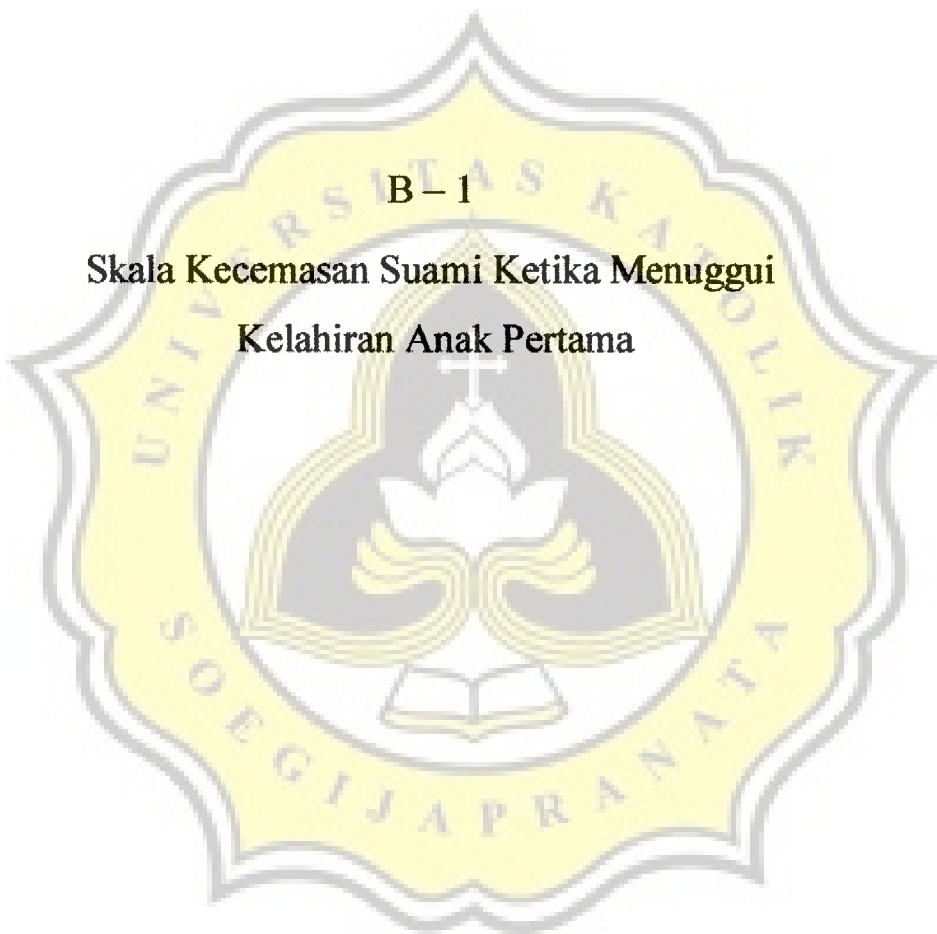 B – 1
Skala Kecemasan Suami Ketika Menuggui
Kelahiran Anak Pertama
UNIVERSITAS KATOLIK
SOEGIJAPRANATA